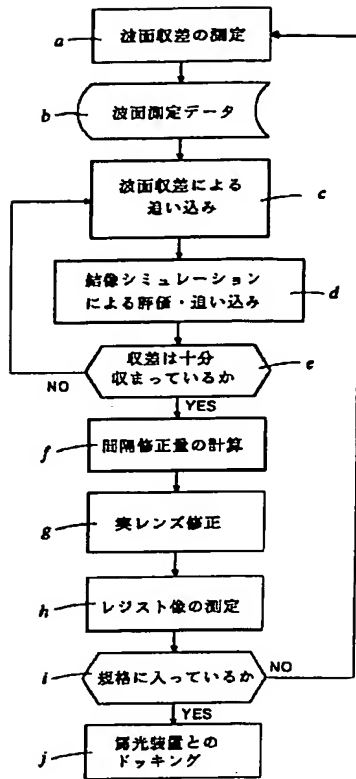 a 波面収差の測定
b 波面測定データ
波面収差による
追い込み
c
結像シミュレーション
による評価・追い込み
d
収差は十分
収まっているか
e
NO
YES
f 間隔修正量の計算
g 実レンズ修正
h レジスト像の測定
i 規格に入っているか
NO
YES
j 露光装置との
ドッキング